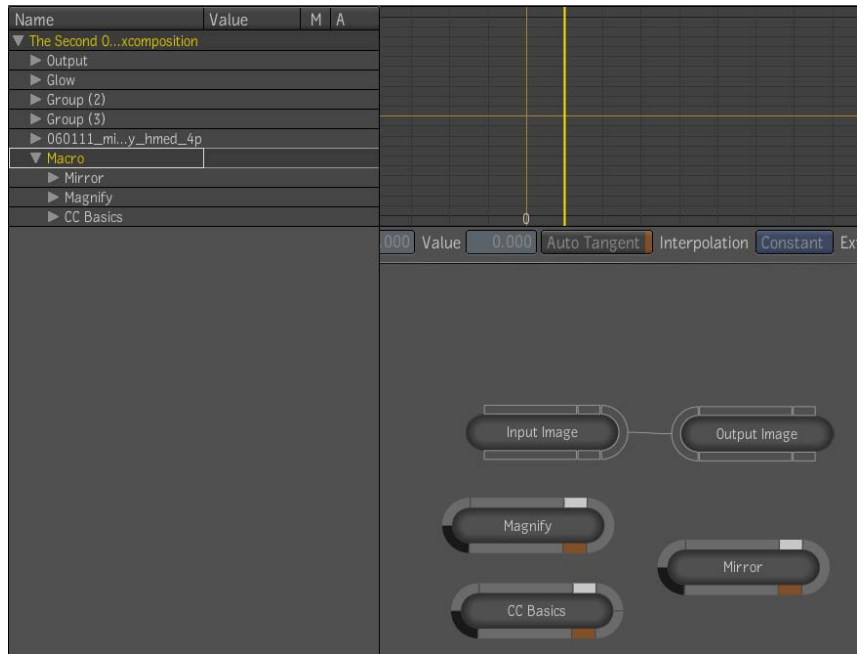 Name Value M A
The Second O...xcomposition
Output
Glow
Group (2)
Group (3)
060111_mi...y_hmed_4p
Macro
Mirror
Magnify
CC Basics
0
.000 Value 0.000 Auto Tangent Interpolation Constant Ex
Input Image
Output Image
Magnify
Mirror
CC Basics